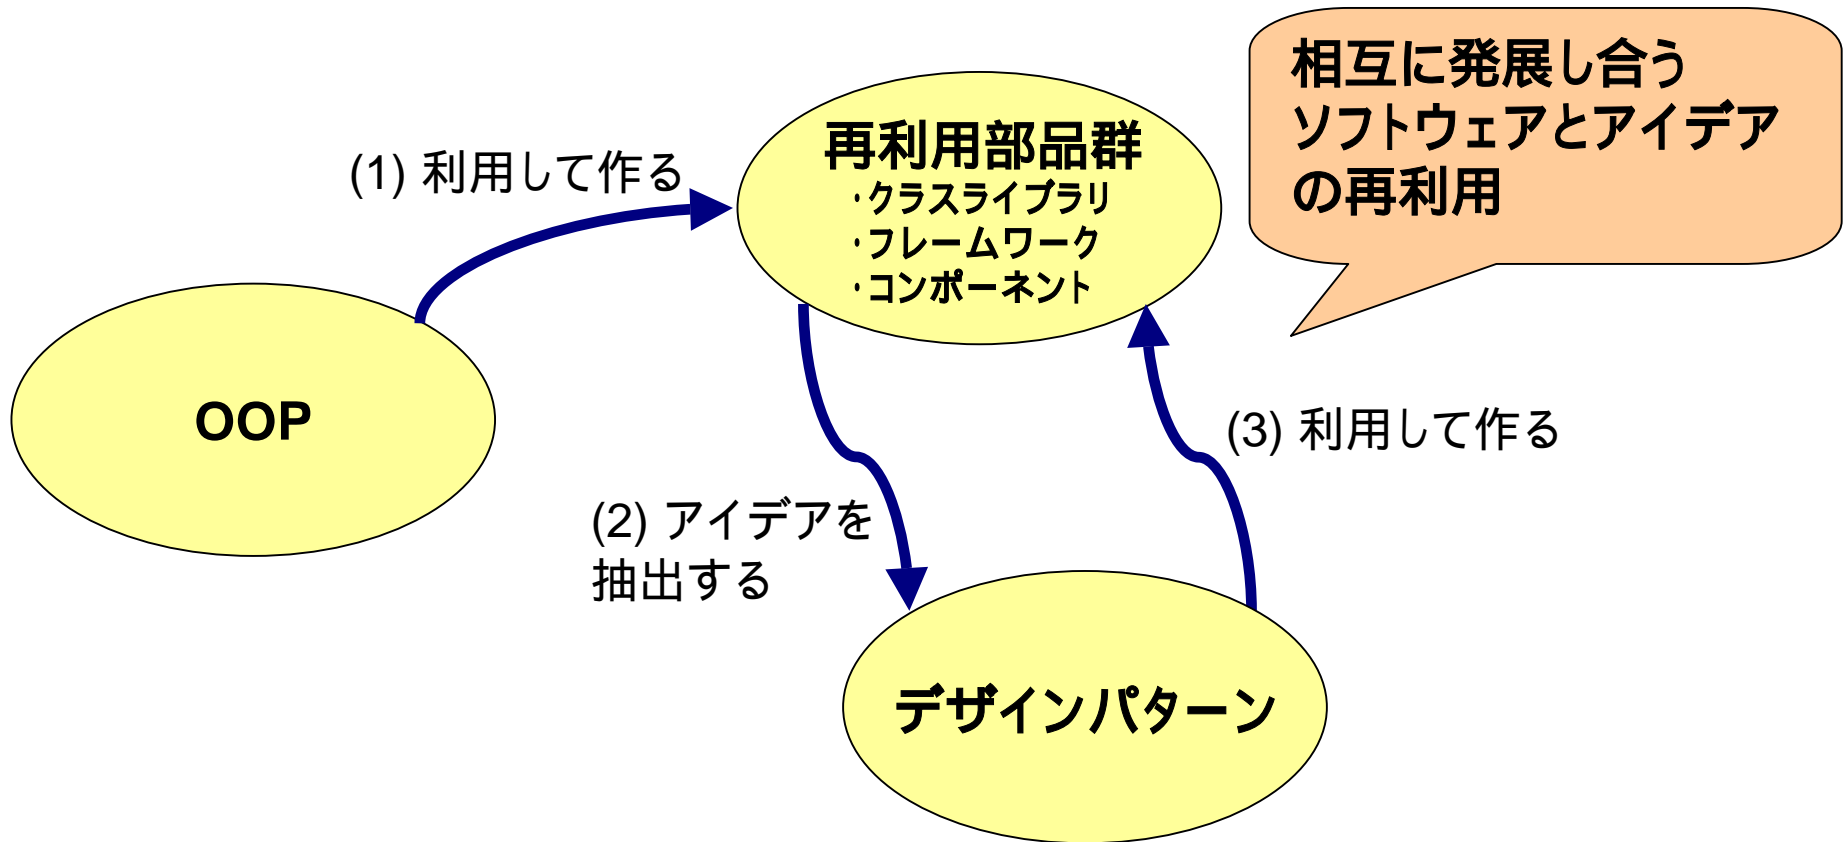 相互に発展し合う
ソフトウェアとアイデア
の再利用
再利用部品群
・クラスライブラリ
・フレームワーク
・コンポーネント
(1) 利用して作る
OOP
(3) 利用して作る
(2) アイデアを
抽出する
デザインパターン